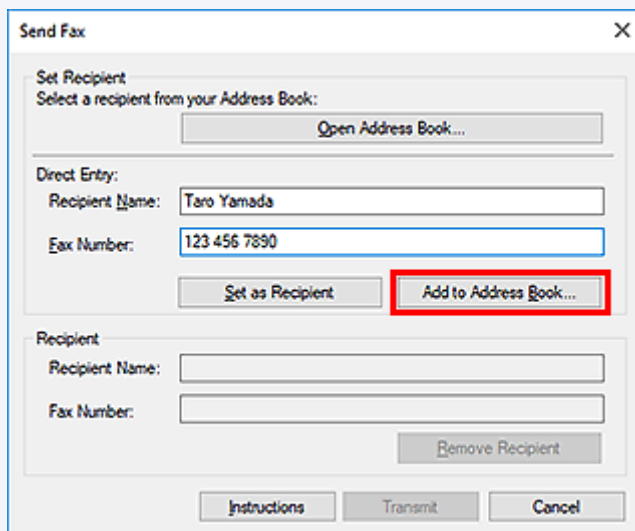 Send Fax
Set Recipient
Select a recipient from your Address Book:
Open Address Book...
Direct Entry:
Recipient Name: Taro Yamada
Fax Number: 123 456 7890
Set as Recipient Add to Address Book...
Recipient
Recipient Name:
Fax Number:
Remove Recipient
Instructions Transmit Cancel